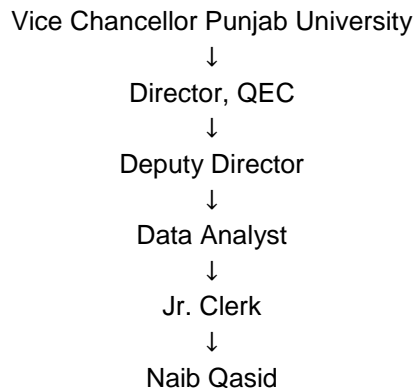 Vice Chancellor Punjab University
↓
Director, QEC
↓
Deputy Director
↓
Data Analyst
↓
Jr. Clerk
↓
Naib Qasid